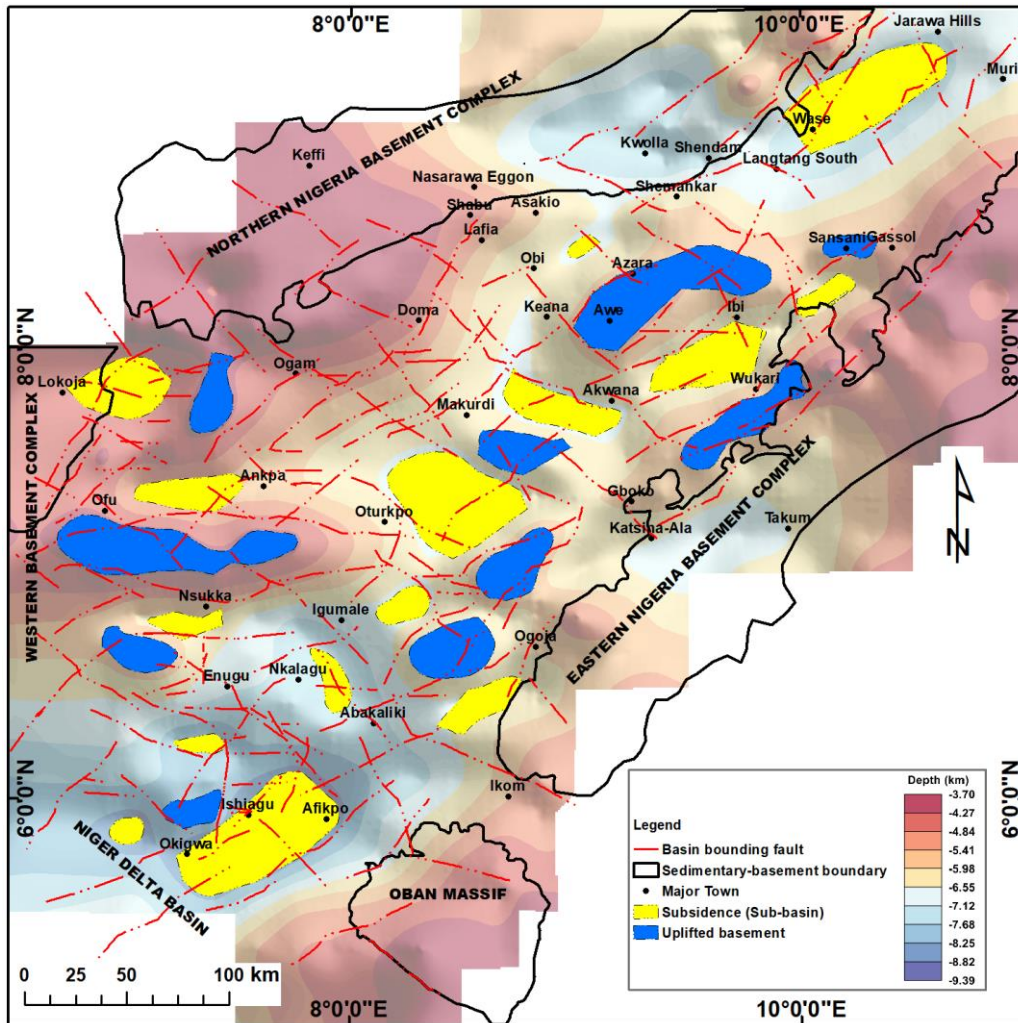 8°0'0"E
10°0'0"E
Jarawa Hills
Muri
Wase
Kwolla
Shendam
Langtang South
Keffi
NORTHERN NIGERIA BASEMENT COMPLEX
Nasarawa Eggon
Shemankar
Shabu
Asakio
Lafia
SansaniGassol
Obi
Azara
Doma
Keana
Awe
Ibi
8°0'0"N
8°0'0"N
Ogam
Lokoja
Wukari
Akwana
Makurdi
WESTERN BASEMENT COMPLEX
Ankpa
Gboko
Ofu
Oturkpo
Katsina-Ala
Takum
EASTERN NIGERIA BASEMENT COMPLEX
Nsukka
Igumale
Ogoja
Enugu
Nkalagu
Abakaliki
N
6°0'0"N
6°0'0"N
Ikom
Ishiagu
Afikpo
Okigwa
NIGER DELTA BASIN
OBAN MASSIF
Legend
Basin bounding fault
Sedimentary-basement boundary
Major Town
Subsidence (Sub-basin)
Uplifted basement
Depth (km)
-3.70
-4.27
-4.84
-5.41
-5.98
-6.55
-7.12
-7.68
-8.25
-8.82
-9.39
0 25 50 100 km
8°0'0"E
10°0'0"E